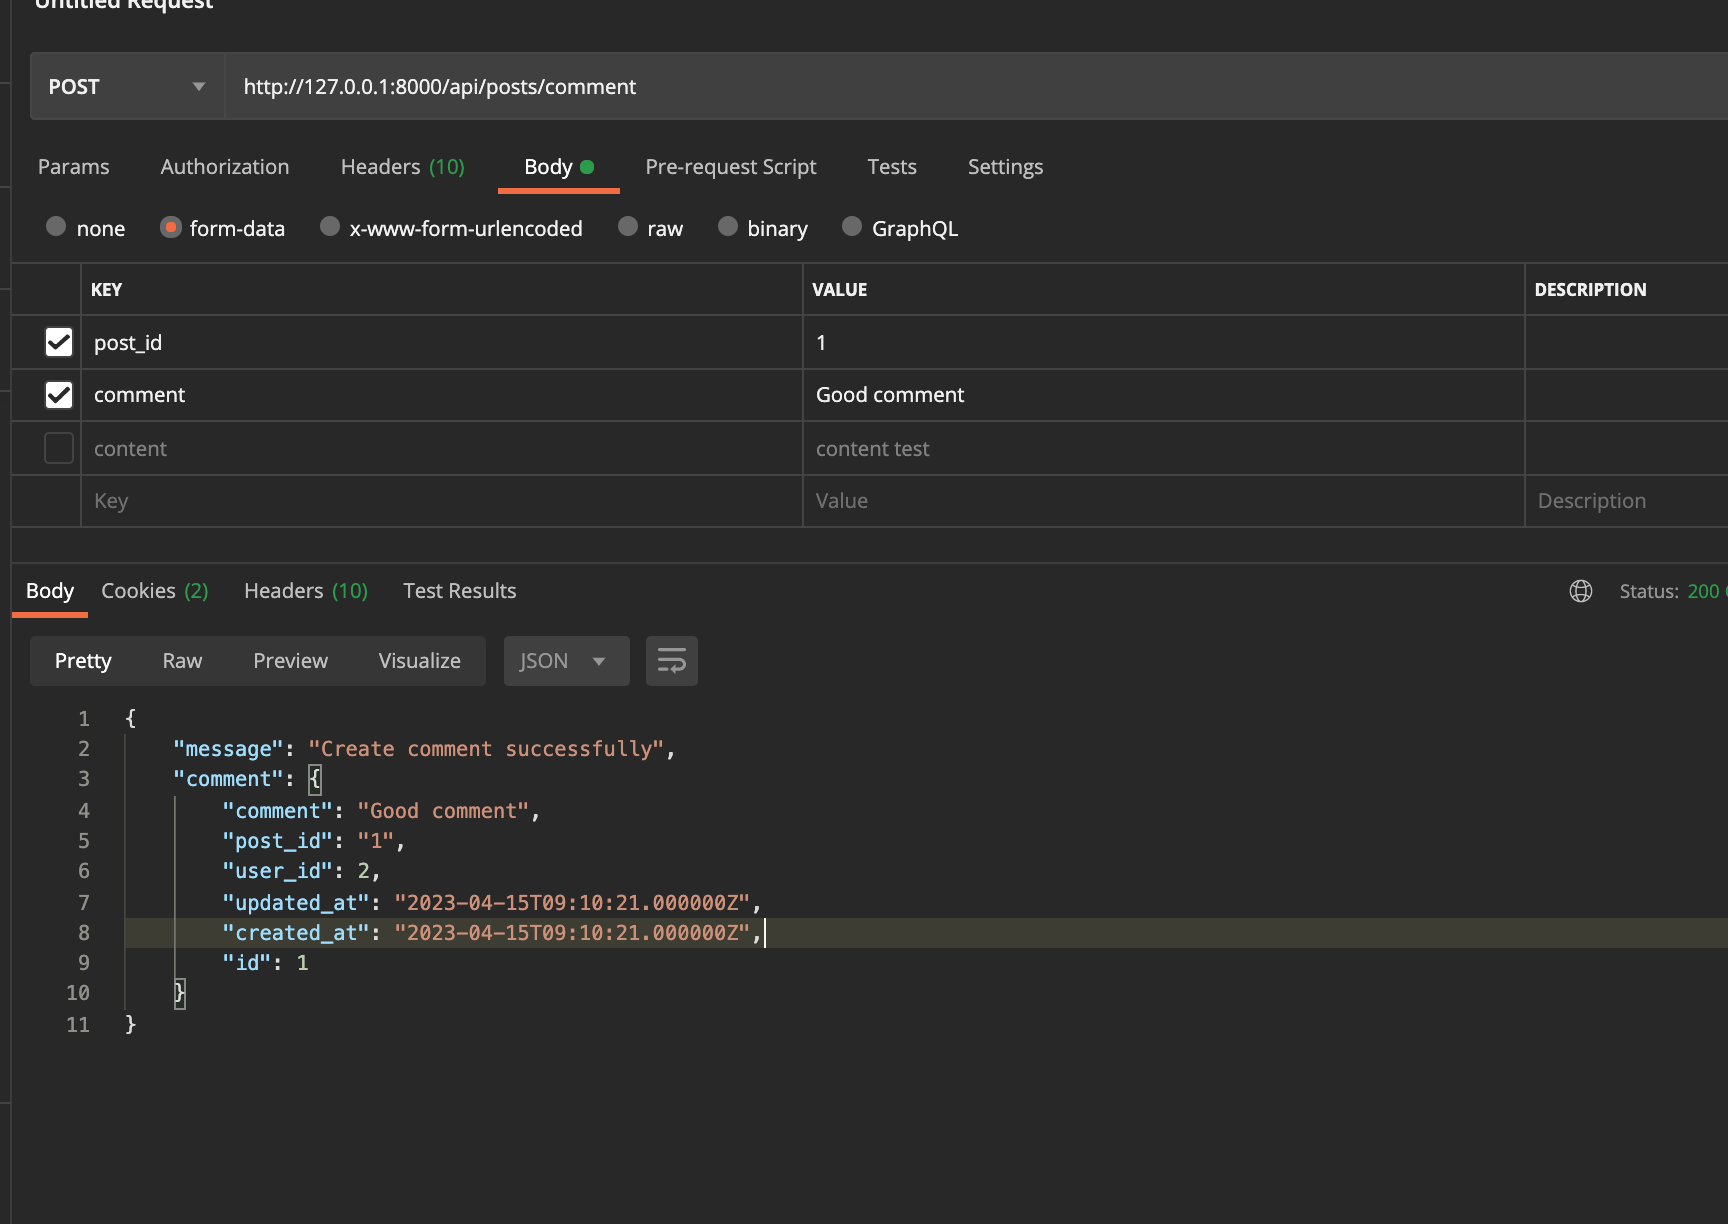 Untitled Request
POST http://127.0.0.1:8000/api/posts/comment
Params Authorization Headers (10) Body Pre-request Script Tests Settings
none form-data x-www-form-urlencoded raw binary GraphQL
KEY VALUE DESCRIPTION
post_id 1
comment Good comment
content content test
Key Value Description
Body Cookies (2) Headers (10) Test Results Status: 200
Pretty Raw Preview Visualize JSON
1 {
2 "message": "Create comment successfully",
3 "comment": {
4 "comment": "Good comment",
5 "post_id": "1",
6 "user_id": 2,
7 "updated_at": "2023-04-15T09:10:21.000000Z",
8 "created_at": "2023-04-15T09:10:21.000000Z",
9 "id": 1
10 }
11 }